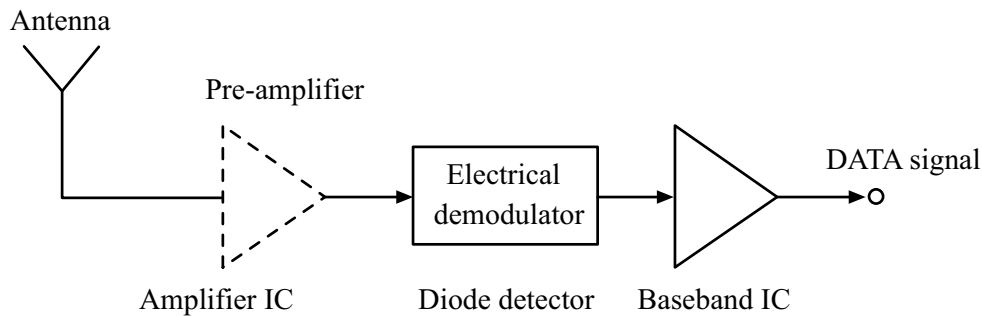 Antenna
Pre-amplifier
Electrical
demodulator
DATA signal
Amplifier IC
Diode detector
Baseband IC